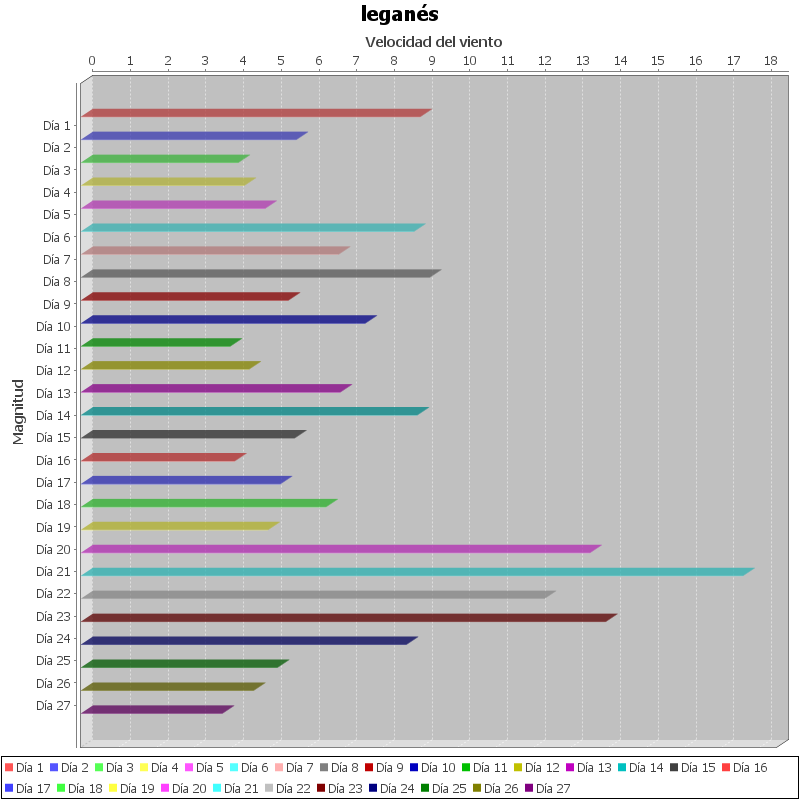 leganés
Velocidad del viento
0 1 2 3 4 5 6 7 8 9 10 11 12 13 14 15 16 17 18
Magnitud
Día 1
Día 2
Día 3
Día 4
Día 5
Día 6
Día 7
Día 8
Día 9
Día 10
Día 11
Día 12
Día 13
Día 14
Día 15
Día 16
Día 17
Día 18
Día 19
Día 20
Día 21
Día 22
Día 23
Día 24
Día 25
Día 26
Día 27
Día 1 Día 2 Día 3 Día 4 Día 5 Día 6 Día 7 Día 8 Día 9 Día 10 Día 11 Día 12 Día 13 Día 14 Día 15 Día 16
Día 17 Día 18 Día 19 Día 20 Día 21 Día 22 Día 23 Día 24 Día 25 Día 26 Día 27